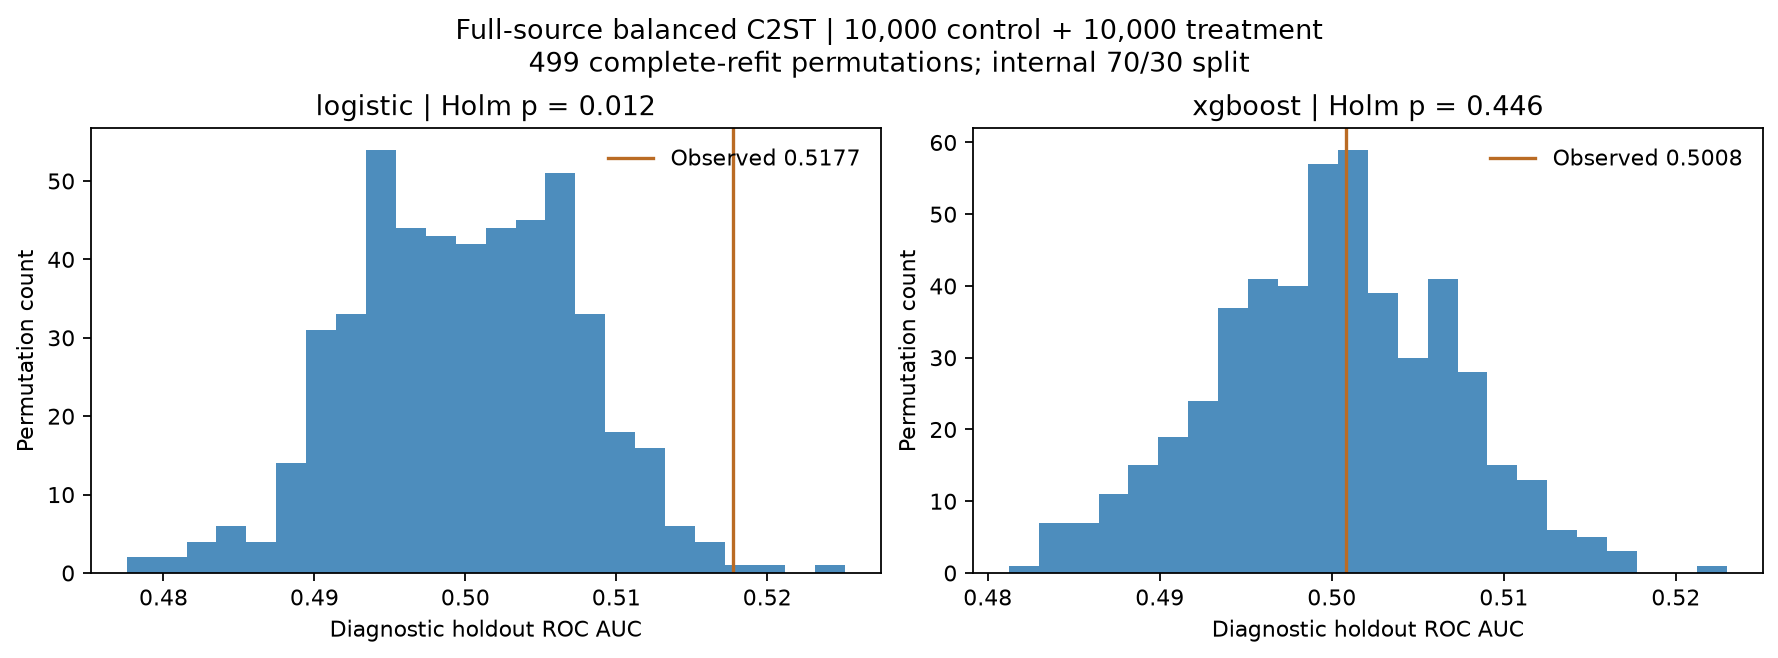 Full-source balanced C2ST | 10,000 control + 10,000 treatment
499 complete-refit permutations; internal 70/30 split
logistic | Holm p = 0.012
Observed 0.5177
Permutation count
50
40
30
20
10
0
0.48 0.49 0.50 0.51 0.52
Diagnostic holdout ROC AUC
xgboost | Holm p = 0.446
Observed 0.5008
Permutation count
60
50
40
30
20
10
0
0.48 0.49 0.50 0.51 0.52
Diagnostic holdout ROC AUC